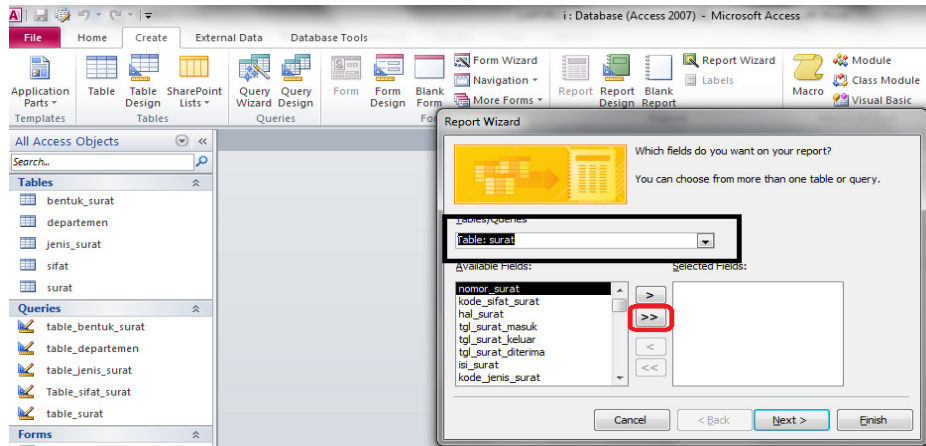 A
i : Database (Access 2007) - Microsoft Access
File Home Create External Data Database Tools
Application Parts Table Table Design SharePoint Lists Query Wizard Query Design Form Form Design Blank Form Form Wizard Navigation More Forms Report Report Design Blank Report Report Wizard Labels Macro Module Class Module Visual Basic
Templates Tables Queries
All Access Objects
Search...
Tables
bentuk_surat
departemen
jenis_surat
sifat
surat
Queries
table_bentuk_surat
table_departemen
table_jenis_surat
Table_sifat_surat
table_surat
Forms
Report Wizard
Which fields do you want on your report?
You can choose from more than one table or query.
Tables/Queries
Table: surat
Available Fields: Selected Fields:
nomor_surat
kode_sifat_surat
hal_surat
tgl_surat_masuk
tgl_surat_keluar
tgl_surat_diterima
isi_surat
kode_jenis_surat
>
>>
<
<<
Cancel < Back Next > Finish